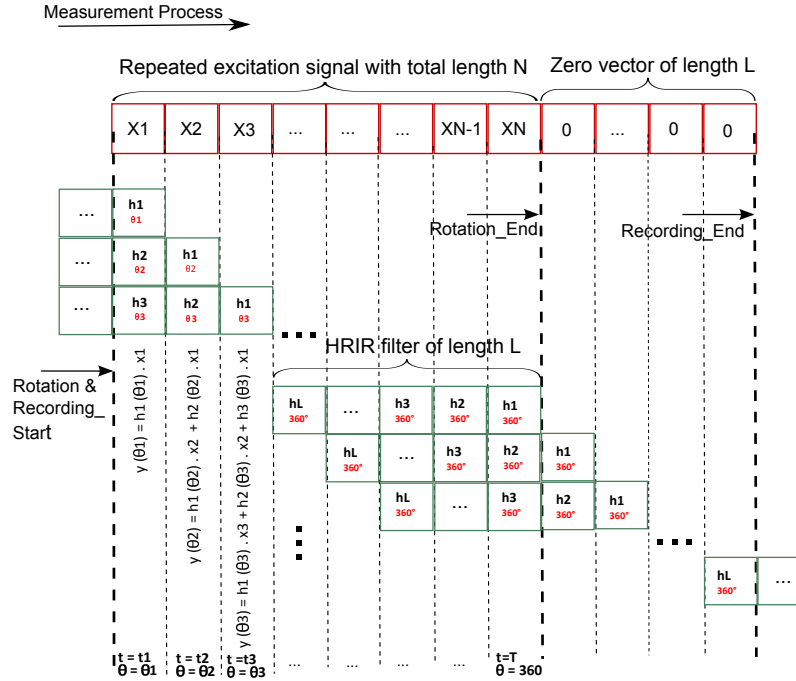 Measurement Process
Repeated excitation signal with total length N
Zero vector of length L
X1 X2 X3 ... ... ... XN-1 XN 0 ... 0 0
... h1
θ1
Rotation_End
Recording_End
... h2 h1
θ2 θ2
... h3 h2 h1
θ3 θ3 θ3
...
HRIR filter of length L
Rotation &
Recording_
Start
y (θ1) = h1 (θ1) . x1
y (θ2) = h1 (θ2) . x2 + h2 (θ2) . x1
y (θ3) = h1 (θ3) . x3 + h2 (θ3) . x2 + h3 (θ3) . x1
hL ... h3 h2 h1
360° 360° 360° 360°
hL ... h3 h2 h1
360° 360° 360° 360°
hL ... h3 h2 h1
360° 360° 360° 360°
...
...
hL ...
360°
t = t1 t = t2 t=t3 ... ... ... ... t=T
θ = θ1 θ = θ2 θ = θ3 θ = 360 ... ...